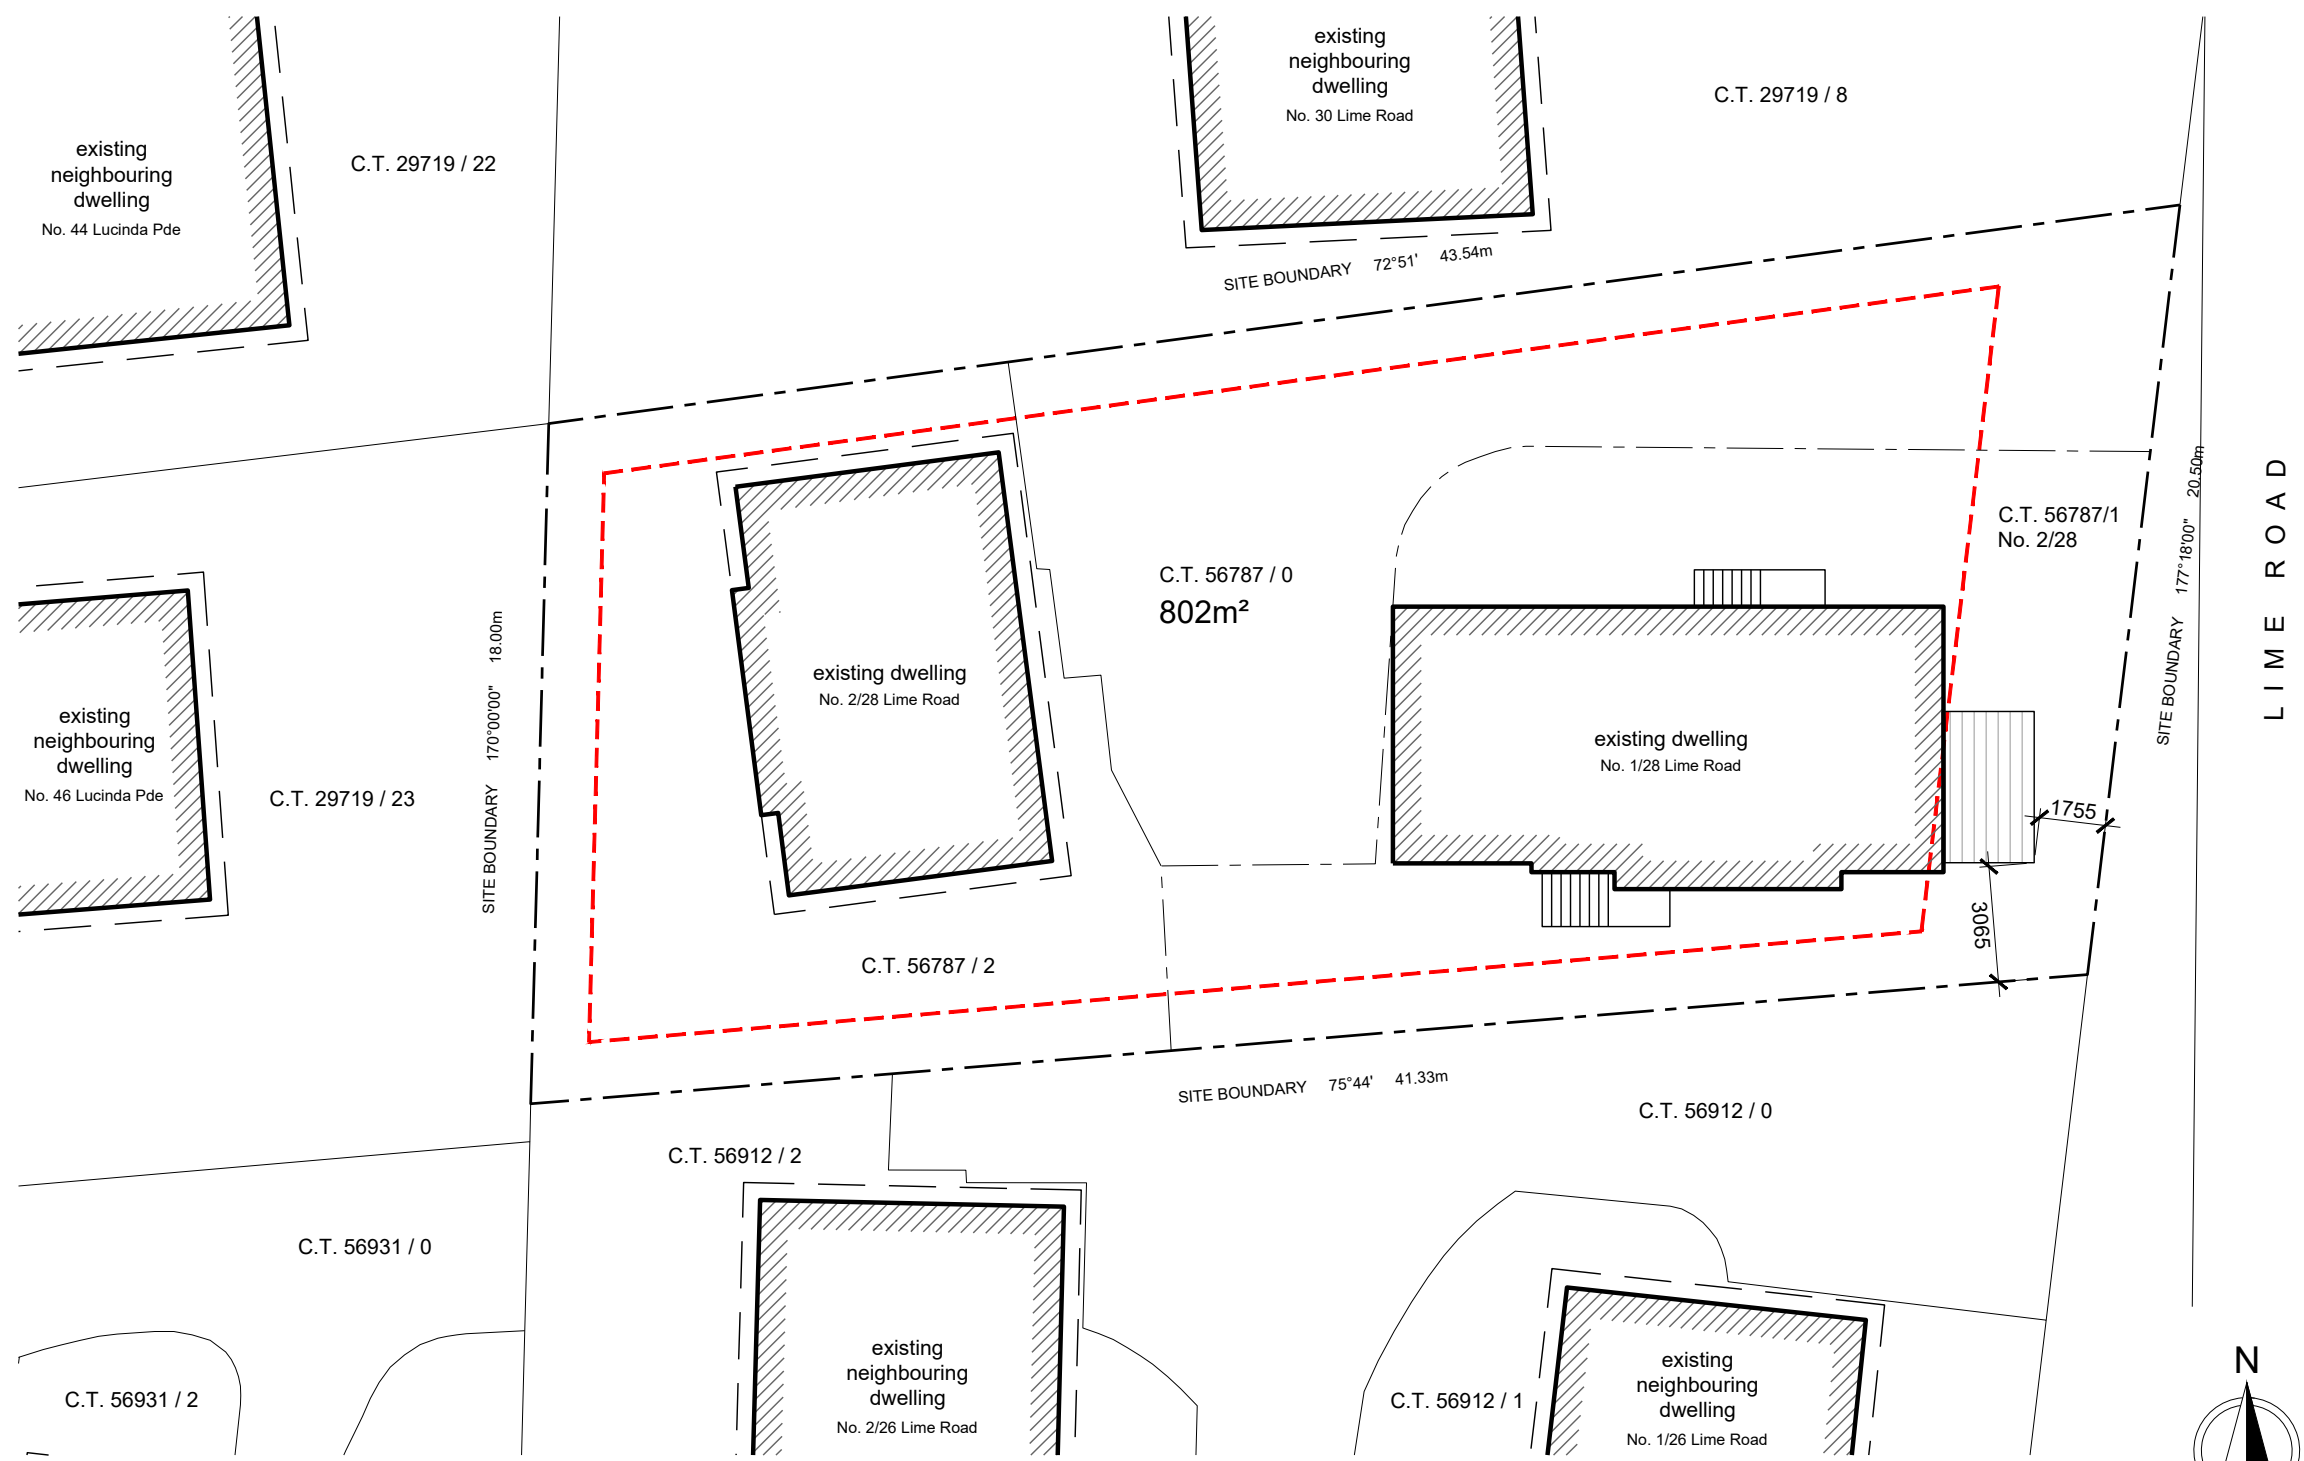 existing
neighbouring
dwelling
No. 30 Lime Road
C.T. 29719 / 8
existing
neighbouring
dwelling
No. 44 Lucinda Pde
C.T. 29719 / 22
SITE BOUNDARY 72°51' 43.54m
C.T. 56787 / 0
802m²
C.T. 56787/1
No. 2/28
SITE BOUNDARY 177°18'00" 20.50m
LIME ROAD
existing dwelling
No. 2/28 Lime Road
existing dwelling
No. 1/28 Lime Road
existing
neighbouring
dwelling
No. 46 Lucinda Pde
C.T. 29719 / 23
SITE BOUNDARY 170°00'00" 18.00m
1755
3065
C.T. 56787 / 2
SITE BOUNDARY 75°44' 41.33m
C.T. 56912 / 0
C.T. 56912 / 2
C.T. 56931 / 0
C.T. 56931 / 2
existing
neighbouring
dwelling
No. 2/26 Lime Road
C.T. 56912 / 1
existing
neighbouring
dwelling
No. 1/26 Lime Road
N